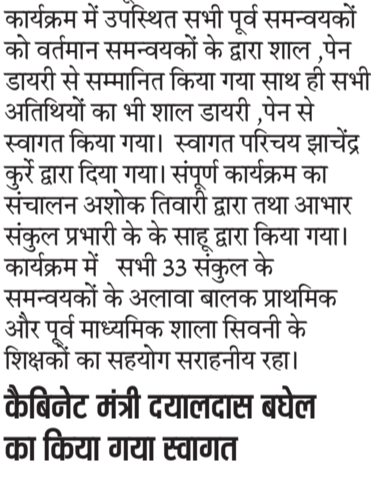 कार्यक्रम में उपस्थित सभी पूर्व समन्वयकों
को वर्तमान समन्वयकों के द्वारा शाल ,पेन
डायरी से सम्मानित किया गया साथ ही सभी
अतिथियों का भी शाल डायरी ,पेन से
स्वागत किया गया। स्वागत परिचय झाचेंद्र
कुर्रे द्वारा दिया गया। संपूर्ण कार्यक्रम का
संचालन अशोक तिवारी द्वारा तथा आभार
संकुल प्रभारी के के साहू द्वारा किया गया।
कार्यक्रम में सभी 33 संकुल के
समन्वयकों के अलावा बालक प्राथमिक
और पूर्व माध्यमिक शाला सिवनी के
शिक्षकों का सहयोग सराहनीय रहा।
कैबिनेट मंत्री दयालदास बघेल
का किया गया स्वागत